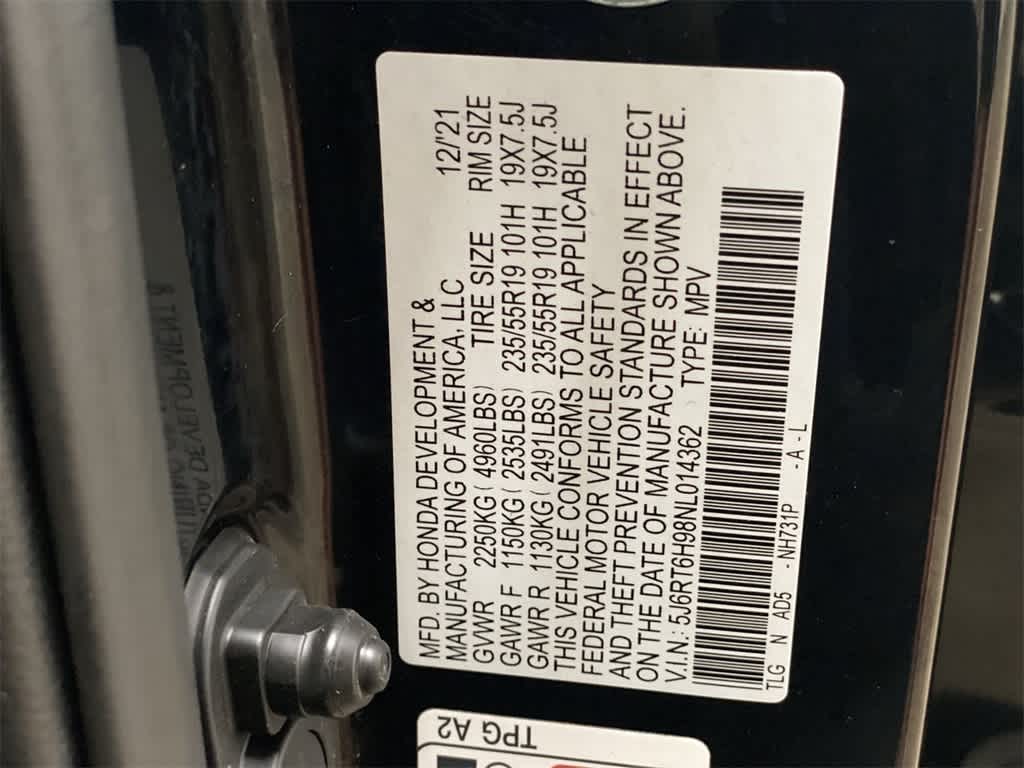 MFD. BY HONDA DEVELOPMENT &
MANUFACTURING OF AMERICA, LLC 12/'21
GVWR 2250KG ( 4960LBS) TIRE SIZE RIM SIZE
GAWR F 1150KG ( 2535LBS) 235/55R19 101H 19X7.5J
GAWR R 1130KG ( 2491LBS) 235/55R19 101H 19X7.5J
THIS VEHICLE CONFORMS TO ALL APPLICABLE
FEDERAL MOTOR VEHICLE SAFETY
AND THEFT PREVENTION STANDARDS IN EFFECT
ON THE DATE OF MANUFACTURE SHOWN ABOVE.
V.I.N.: 5J6RT6H98NL014362 TYPE: MPV
TLG N AD5 -NH731P -A-L
TPG A2